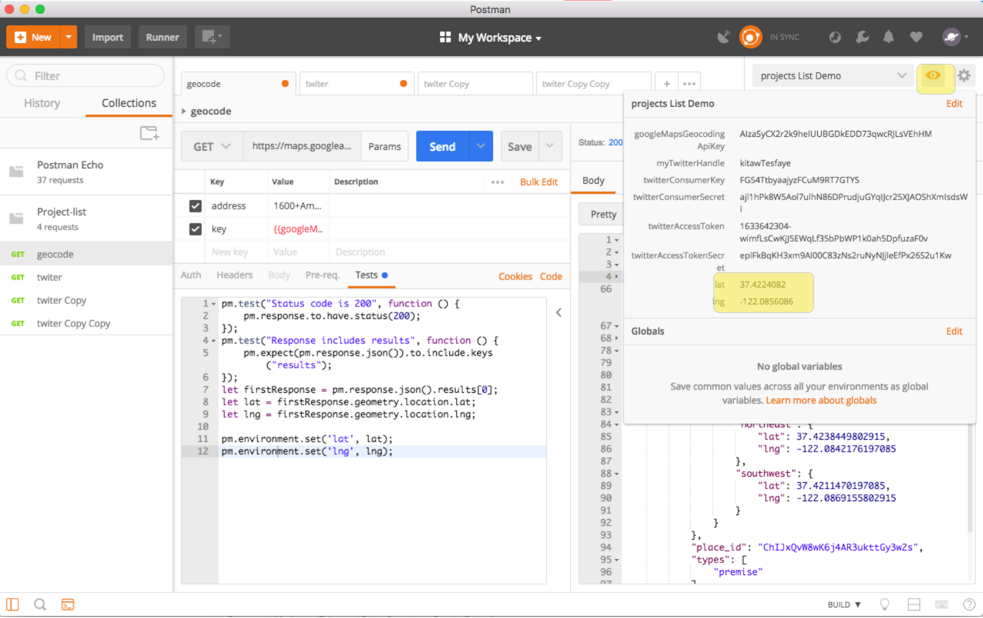 Postman
New
Import
Runner
My Workspace
IN SYNC
Filter
History
Collections
Postman Echo
37 requests
Project-list
4 requests
GET geocode
GET twiter
GET twiter Copy
GET twiter Copy Copy
geocode
twiter
twiter Copy
twiter Copy Copy
+
•••
geocode
GET
https://maps.googlea...
Params
Send
Save
Key
Value
Description
•••
Bulk Edit
address
1600+Am...
key
{{googleM...
New key
Value
Description
Auth
Headers
Body
Pre-req.
Tests
Cookies
Code
1 pm.test("Status code is 200", function () {
2 pm.response.to.have.status(200);
3 });
4 pm.test("Response includes results", function () {
5 pm.expect(pm.response.json()).to.include.keys
("results");
6 });
7 let firstResponse = pm.response.json().results[0];
8 let lat = firstResponse.geometry.location.lat;
9 let lng = firstResponse.geometry.location.lng;
10
11 pm.environment.set('lat', lat);
12 pm.environment.set('lng', lng);
Status: 200
Body
Pretty
1
2
3
4
66
67
68
78
79
80
81
82
83
84 "northeast": {
85 "lat": 37.4238449802915,
86 "lng": -122.0842176197085
87 },
88 "southwest": {
89 "lat": 37.4211470197085,
90 "lng": -122.0869155802915
91 }
92 }
93 },
94 "place_id": "ChIJxQvW8wK6j4AR3ukttGy3w2s",
95 "types": [
96 "premise"
97 ]
projects List Demo
projects List Demo
Edit
googleMapsGeocoding
ApiKey
myTwitterHandle
kitawTesfaye
twitterConsumerKey
twitterConsumerSecret
twitterAccessToken
1633642304-
twitterAccessTokenSecr
et
lat
37.4224082
lng
-122.0856086
Globals
Edit
No global variables
Save common values across all your environments as global
variables. Learn more about globals
BUILD